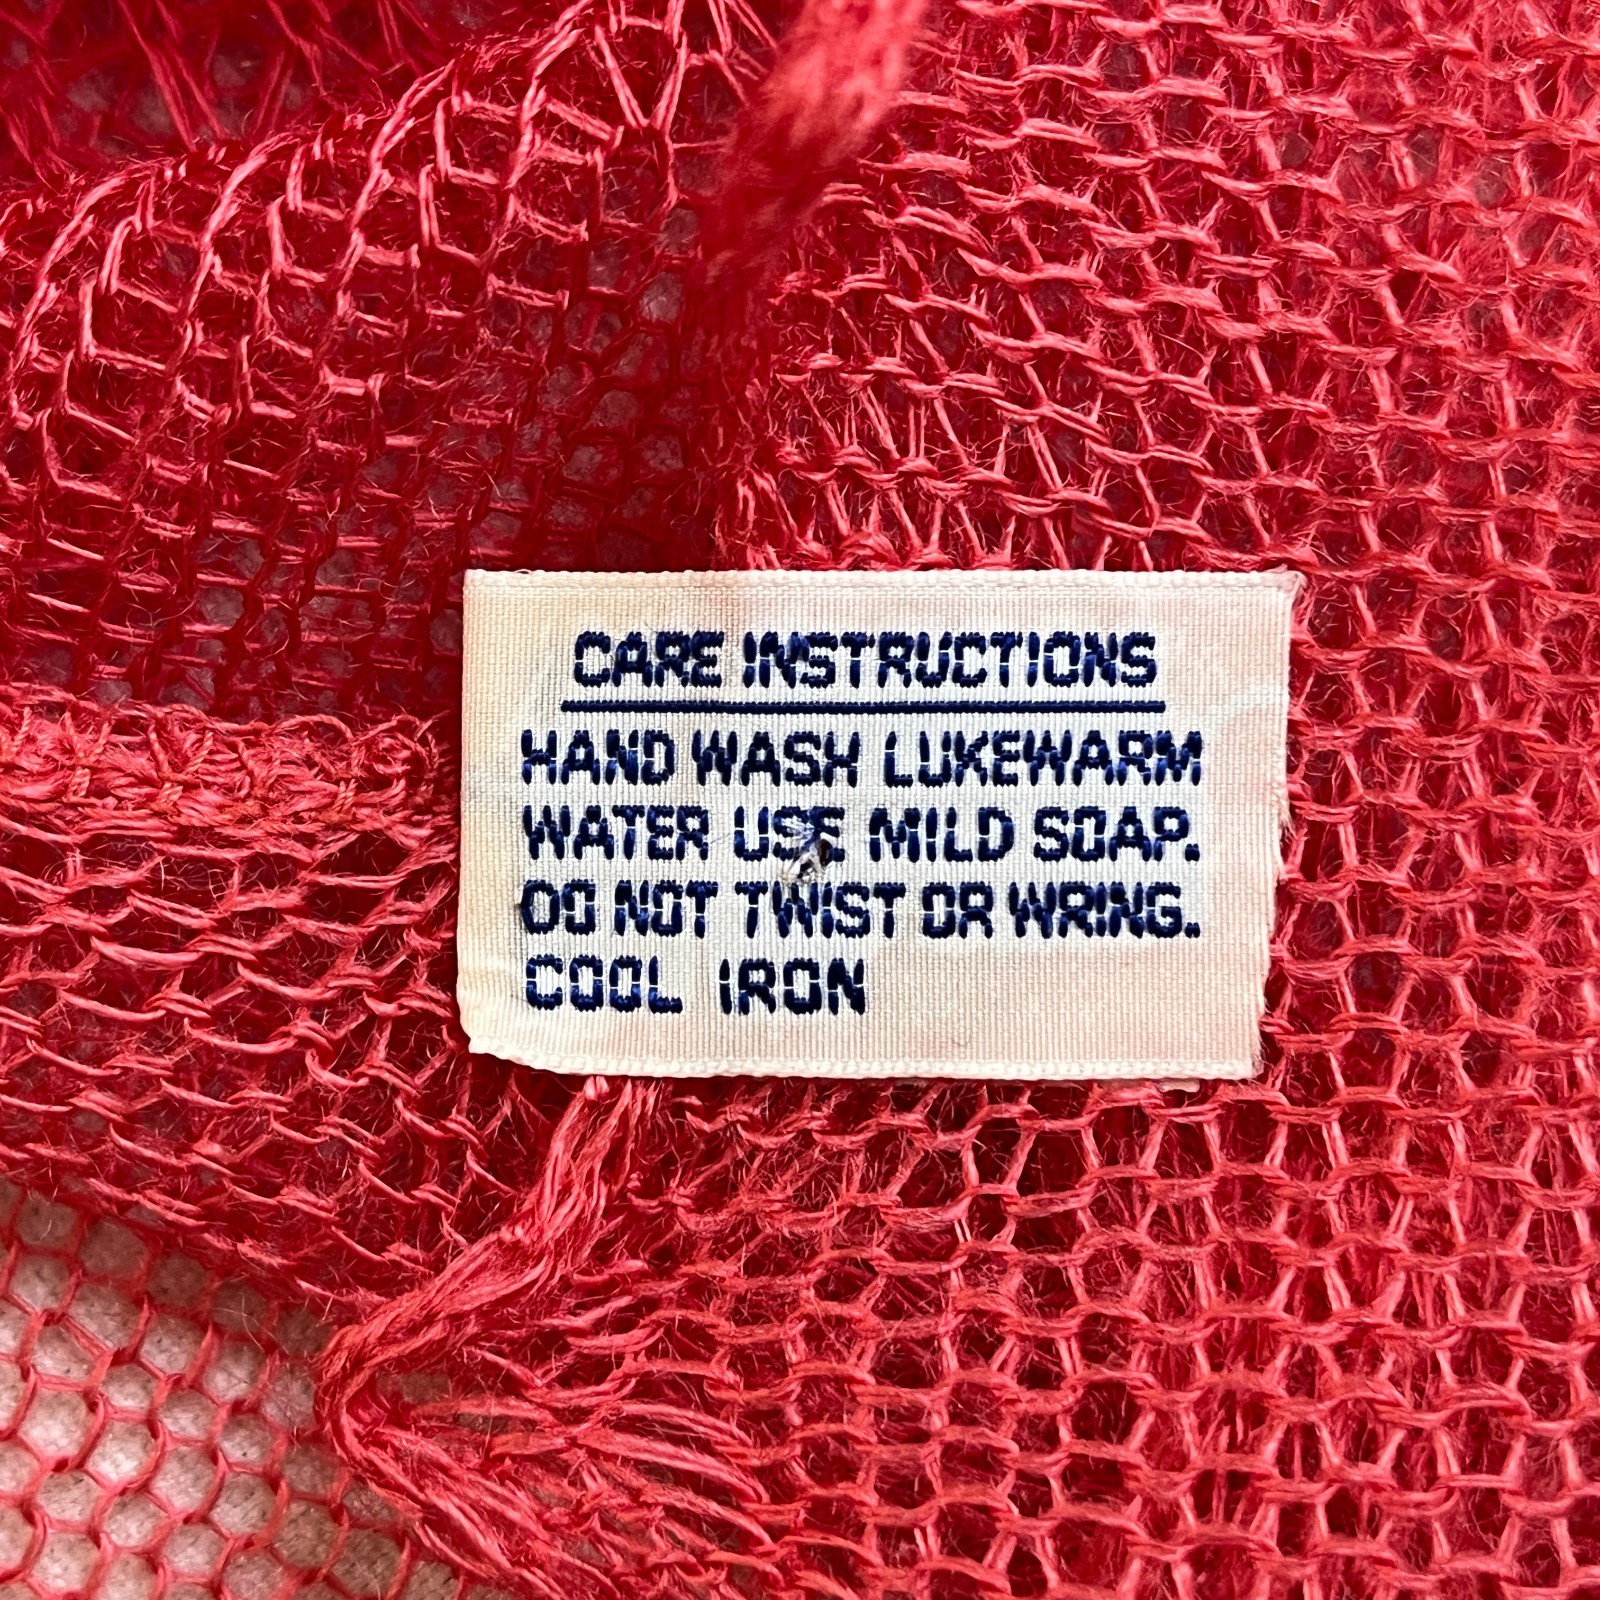 CARE INSTRUCTIONS
HAND WASH LUKEWARM
WATER USE MILD SOAP.
DO NOT TWIST OR WRING.
COOL IRON